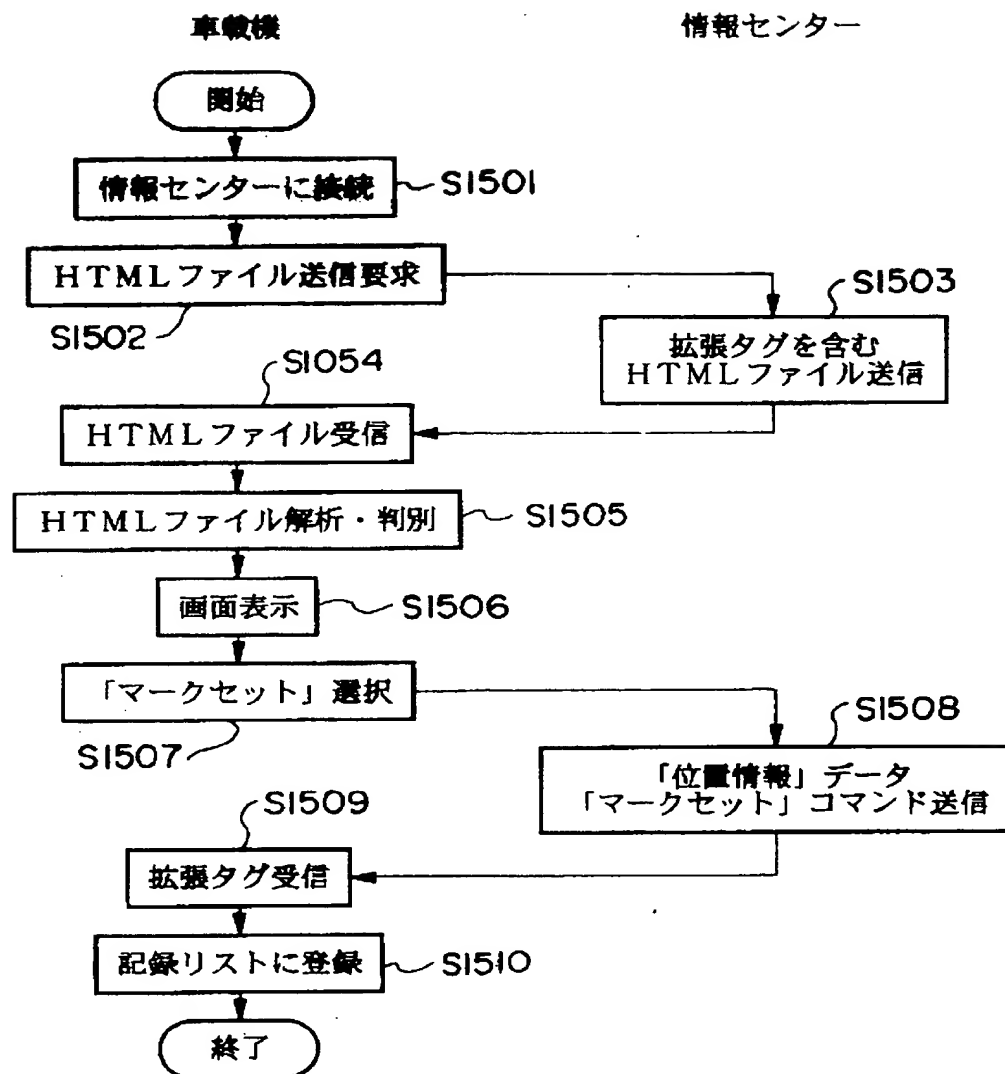 車載機
情報センター
開始
情報センターに接続
S1501
HTMLファイル送信要求
S1502
S1503
拡張タグを含む
HTMLファイル送信
S1054
HTMLファイル受信
HTMLファイル解析・判別
S1505
画面表示
S1506
「マークセット」選択
S1507
S1508
「位置情報」データ
「マークセット」コマンド送信
S1509
拡張タグ受信
記録リストに登録
S1510
終了